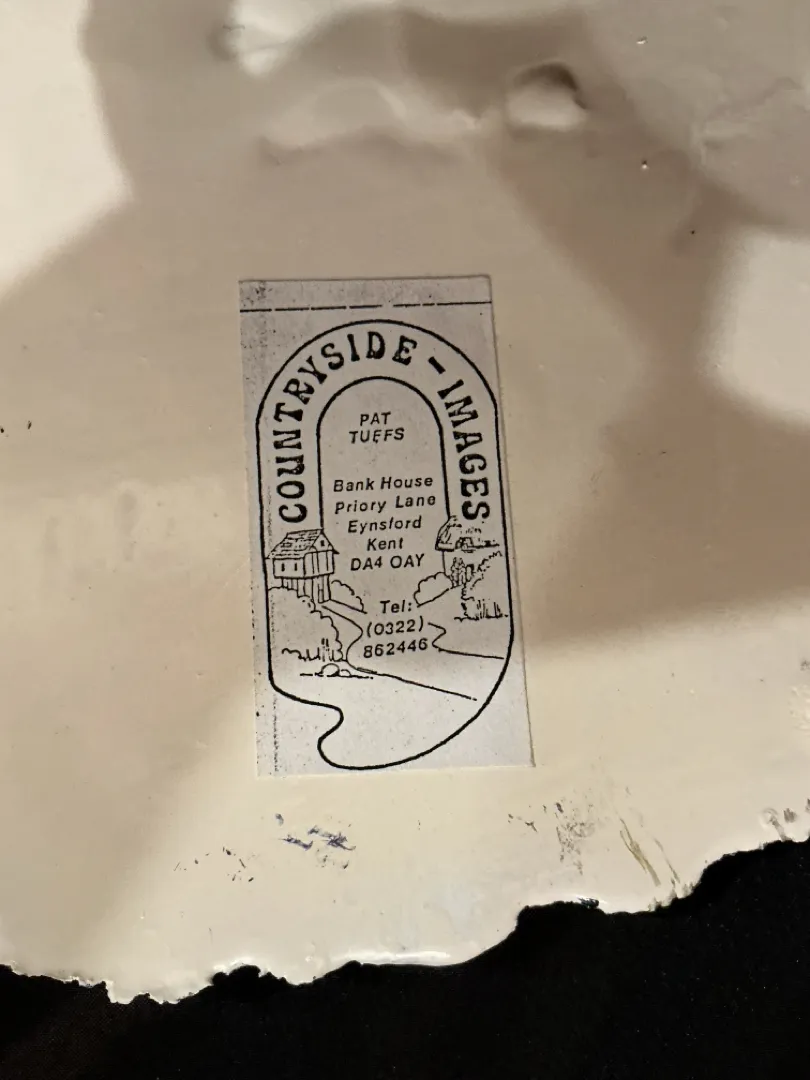 COUNTRYSIDE - IMAGES
PAT
TUFFS
Bank House
Priory Lane
Eynsford
Kent
DA4 OAY
Tel:
(0322)
862446